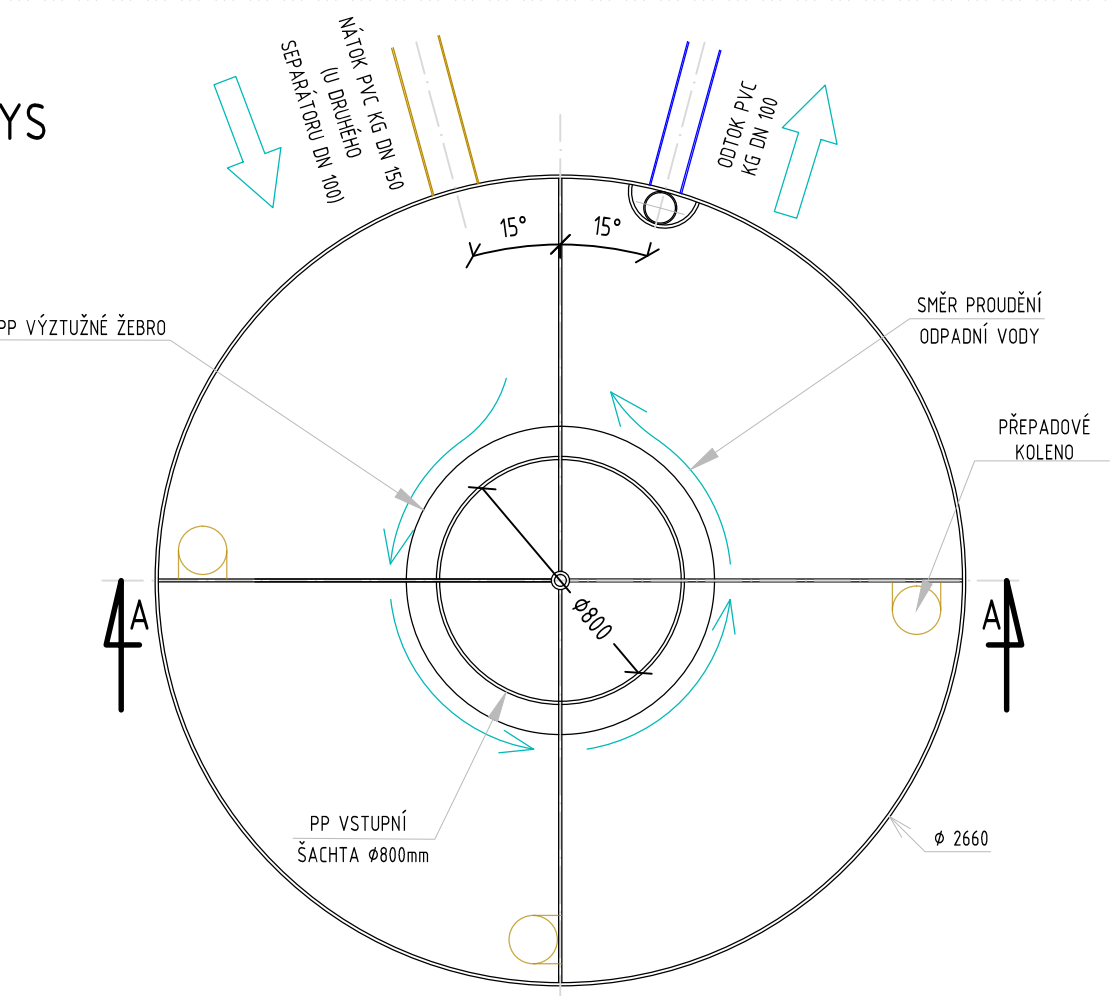 YS
NÁTOK PVC KG DN 150
(U DRUHÉHO
SEPARÁTORU DN 100)
ODTOK PVC
KG DN 100
15°
15°
PP VÝZTUŽNÉ ŽEBRO
SMĚR PROUDĚNÍ
ODPADNÍ VODY
PŘEPADOVÉ
KOLENO
A
A
Ø800
PP VSTUPNÍ
ŠACHTA Ø800mm
Ø 2660